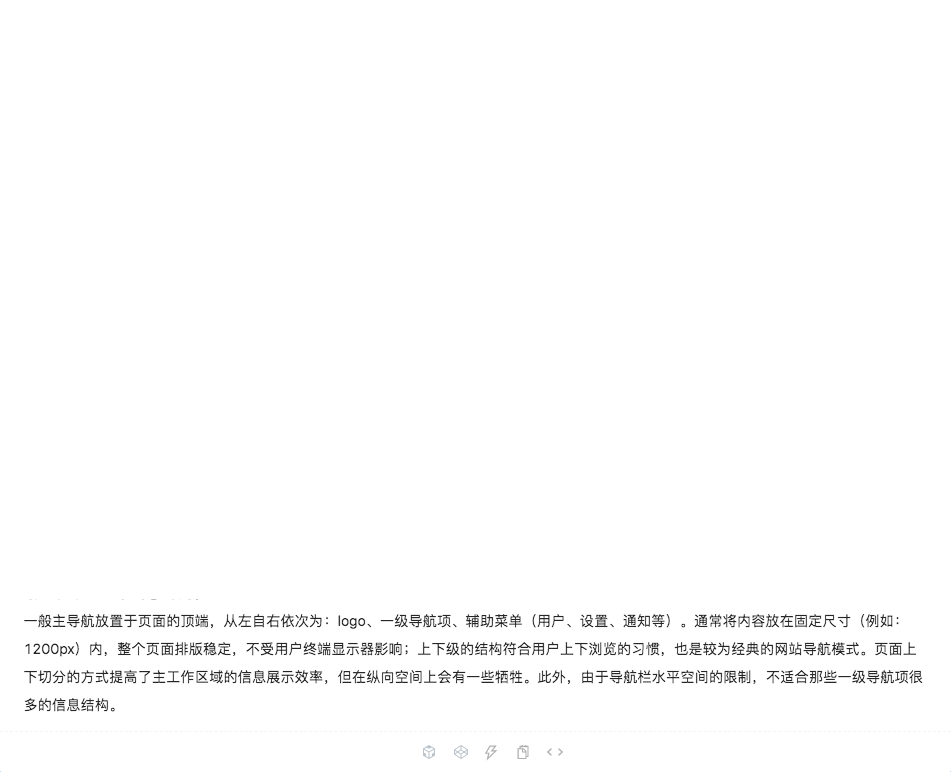 一般主导航放置于页面的顶端，从左自右依次为：logo、一级导航项、辅助菜单（用户、设置、通知等）。通常将内容放在固定尺寸（例如：
1200px）内，整个页面排版稳定，不受用户终端显示器影响；上下级的结构符合用户上下浏览的习惯，也是较为经典的网站导航模式。页面上
下切分的方式提高了主工作区域的信息展示效率，但在纵向空间上会有一些牺牲。此外，由于导航栏水平空间的限制，不适合那些一级导航项很
多的信息结构。